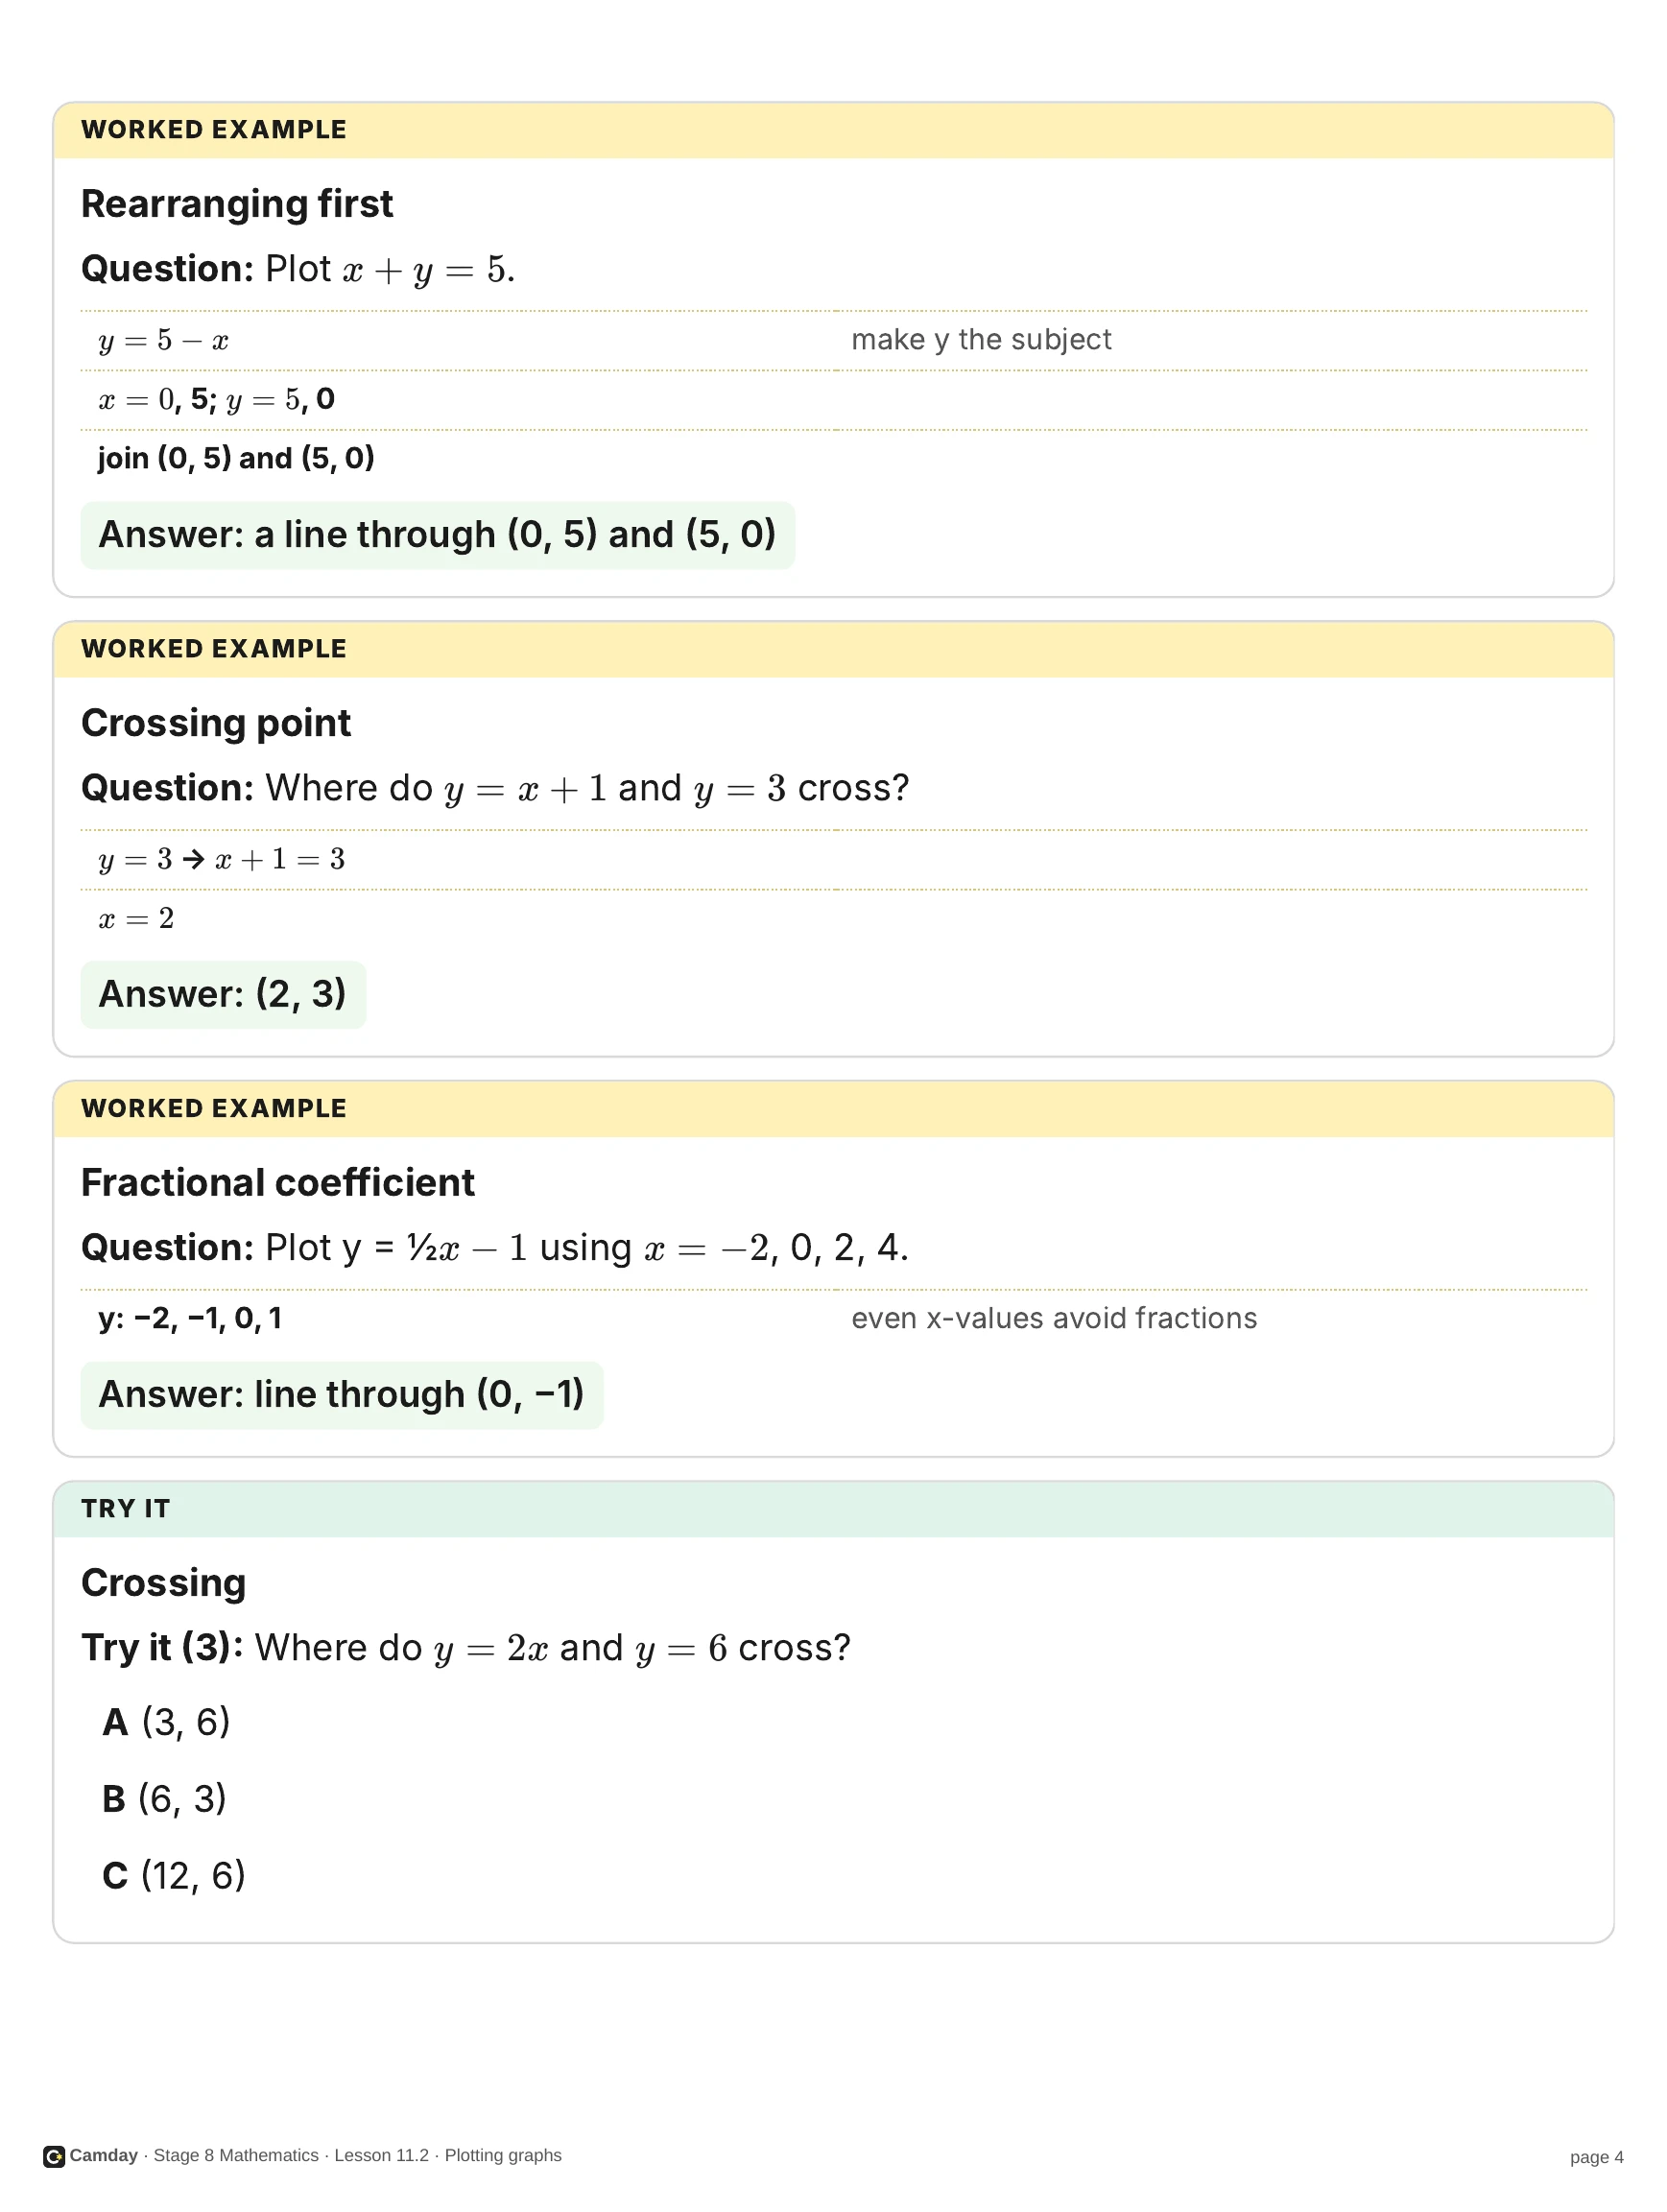 WORKED EXAMPLE
Rearranging first
Question: Plot x + y = 5.
y = 5 − x make y the subject
x = 0, 5; y = 5, 0
join (0, 5) and (5, 0)
Answer: a line through (0, 5) and (5, 0)
WORKED EXAMPLE
Crossing point
Question: Where do y = x + 1 and y = 3 cross?
y = 3 → x + 1 = 3
x = 2
Answer: (2, 3)
WORKED EXAMPLE
Fractional coefficient
Question: Plot y = ½x − 1 using x = −2, 0, 2, 4.
y: −2, −1, 0, 1 even x-values avoid fractions
Answer: line through (0, −1)
TRY IT
Crossing
Try it (3): Where do y = 2x and y = 6 cross?
A (3, 6)
B (6, 3)
C (12, 6)
Camday · Stage 8 Mathematics · Lesson 11.2 · Plotting graphs page 4